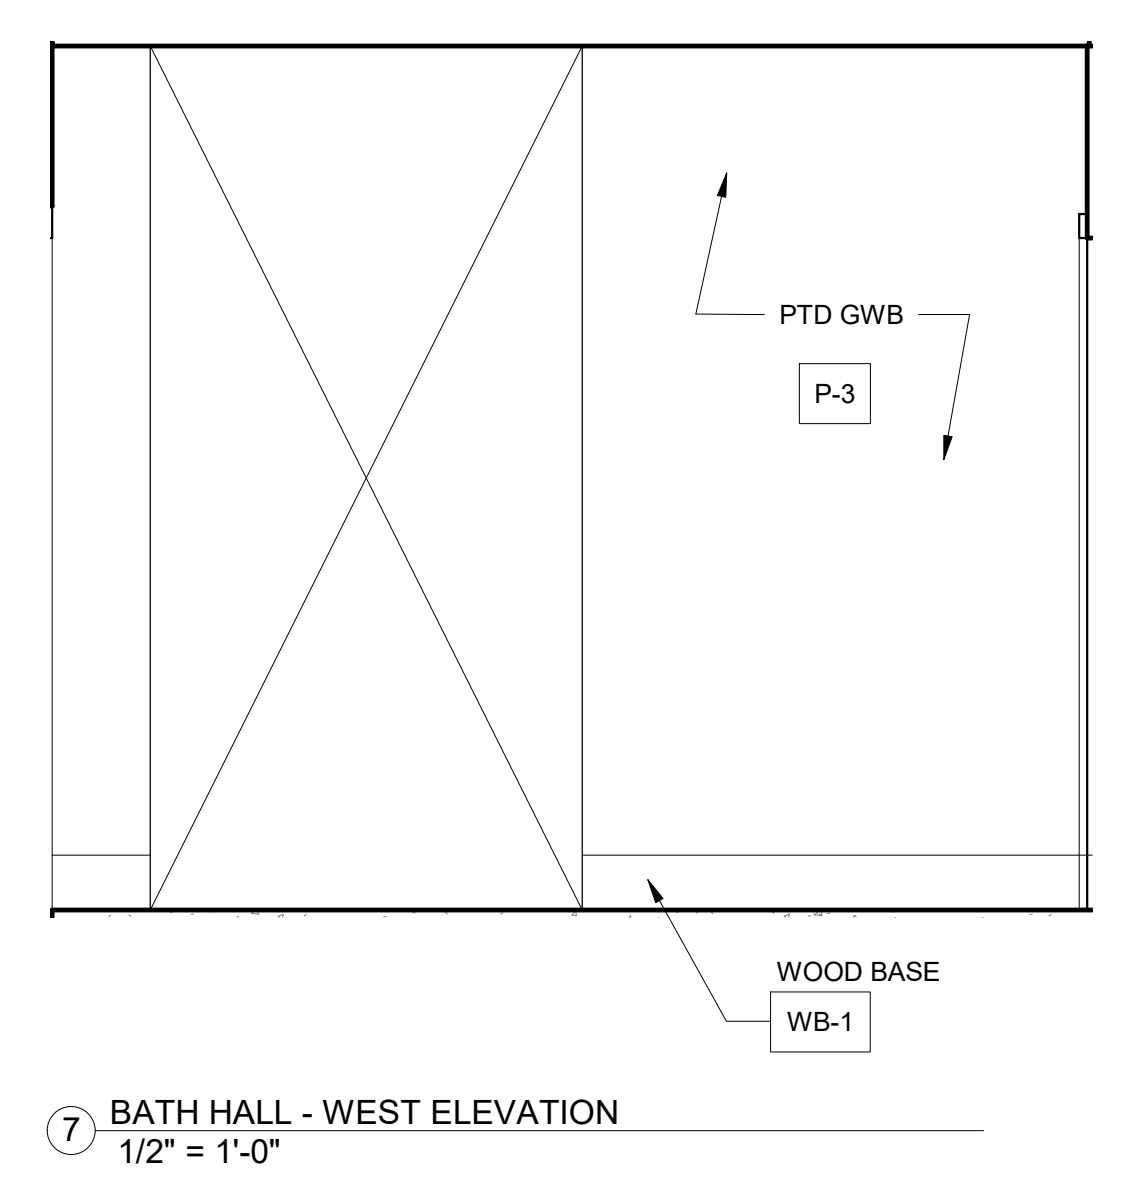 PTD GWB
P-3
WOOD BASE
WB-1
7 BATH HALL - WEST ELEVATION
1/2" = 1'-0"